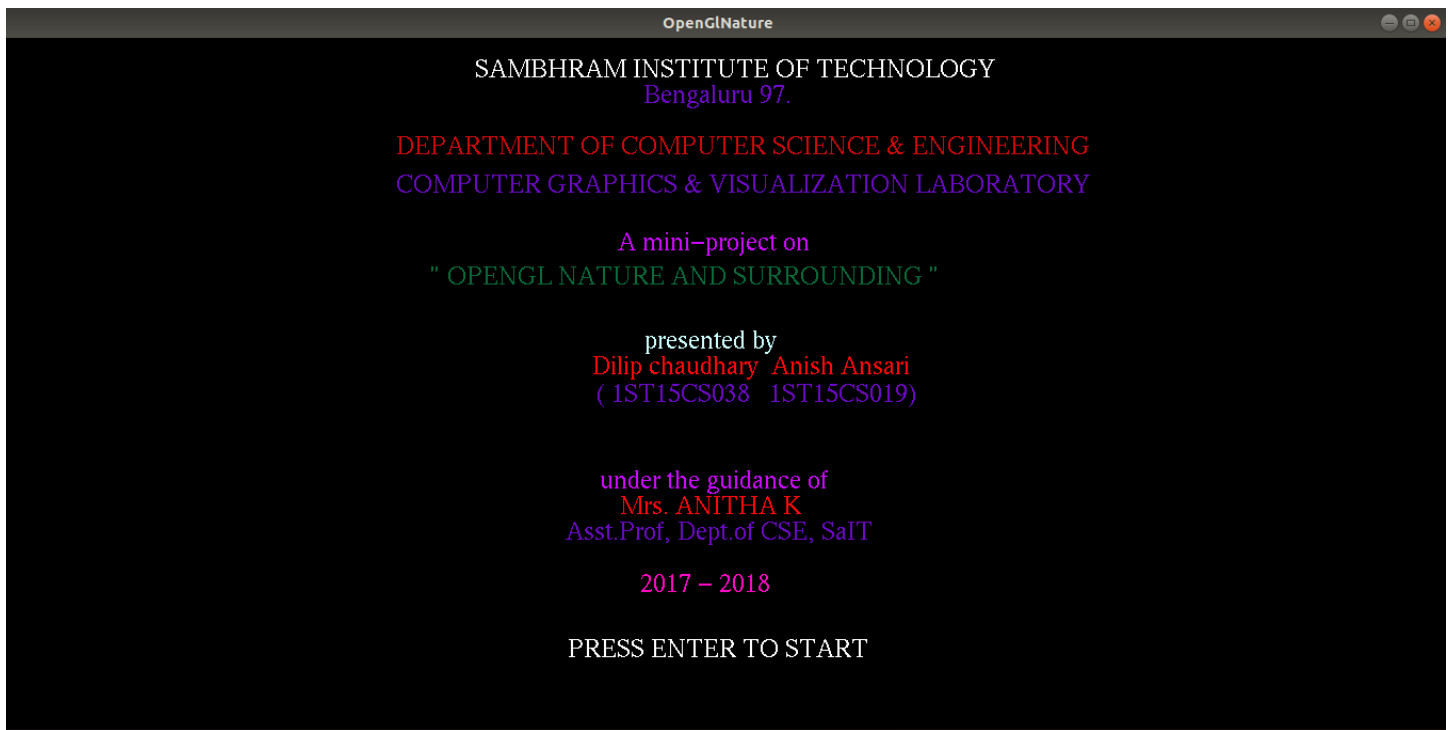 OpenGlNature
SAMBHRAM INSTITUTE OF TECHNOLOGY
Bengaluru 97.
DEPARTMENT OF COMPUTER SCIENCE & ENGINEERING
COMPUTER GRAPHICS & VISUALIZATION LABORATORY
A mini-project on
" OPENGL NATURE AND SURROUNDING "
presented by
Dilip chaudhary Anish Ansari
( 1ST15CS038 1ST15CS019)
under the guidance of
Mrs. ANITHA K
Asst.Prof, Dept.of CSE, SaIT
2017 - 2018
PRESS ENTER TO START